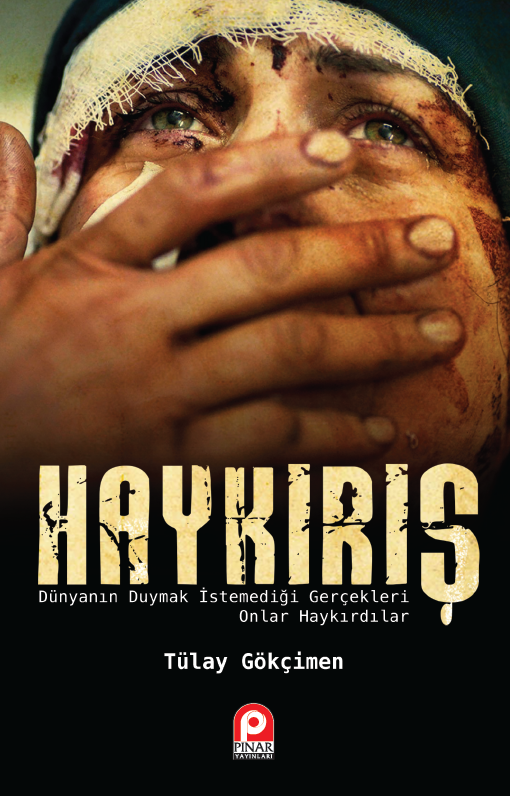 HAYKIRIŞ
Dünyanın Duymak İstemediği Gerçekleri
Onlar Haykırdılar
Tülay Gökçimen
PINAR
YAYINLARI